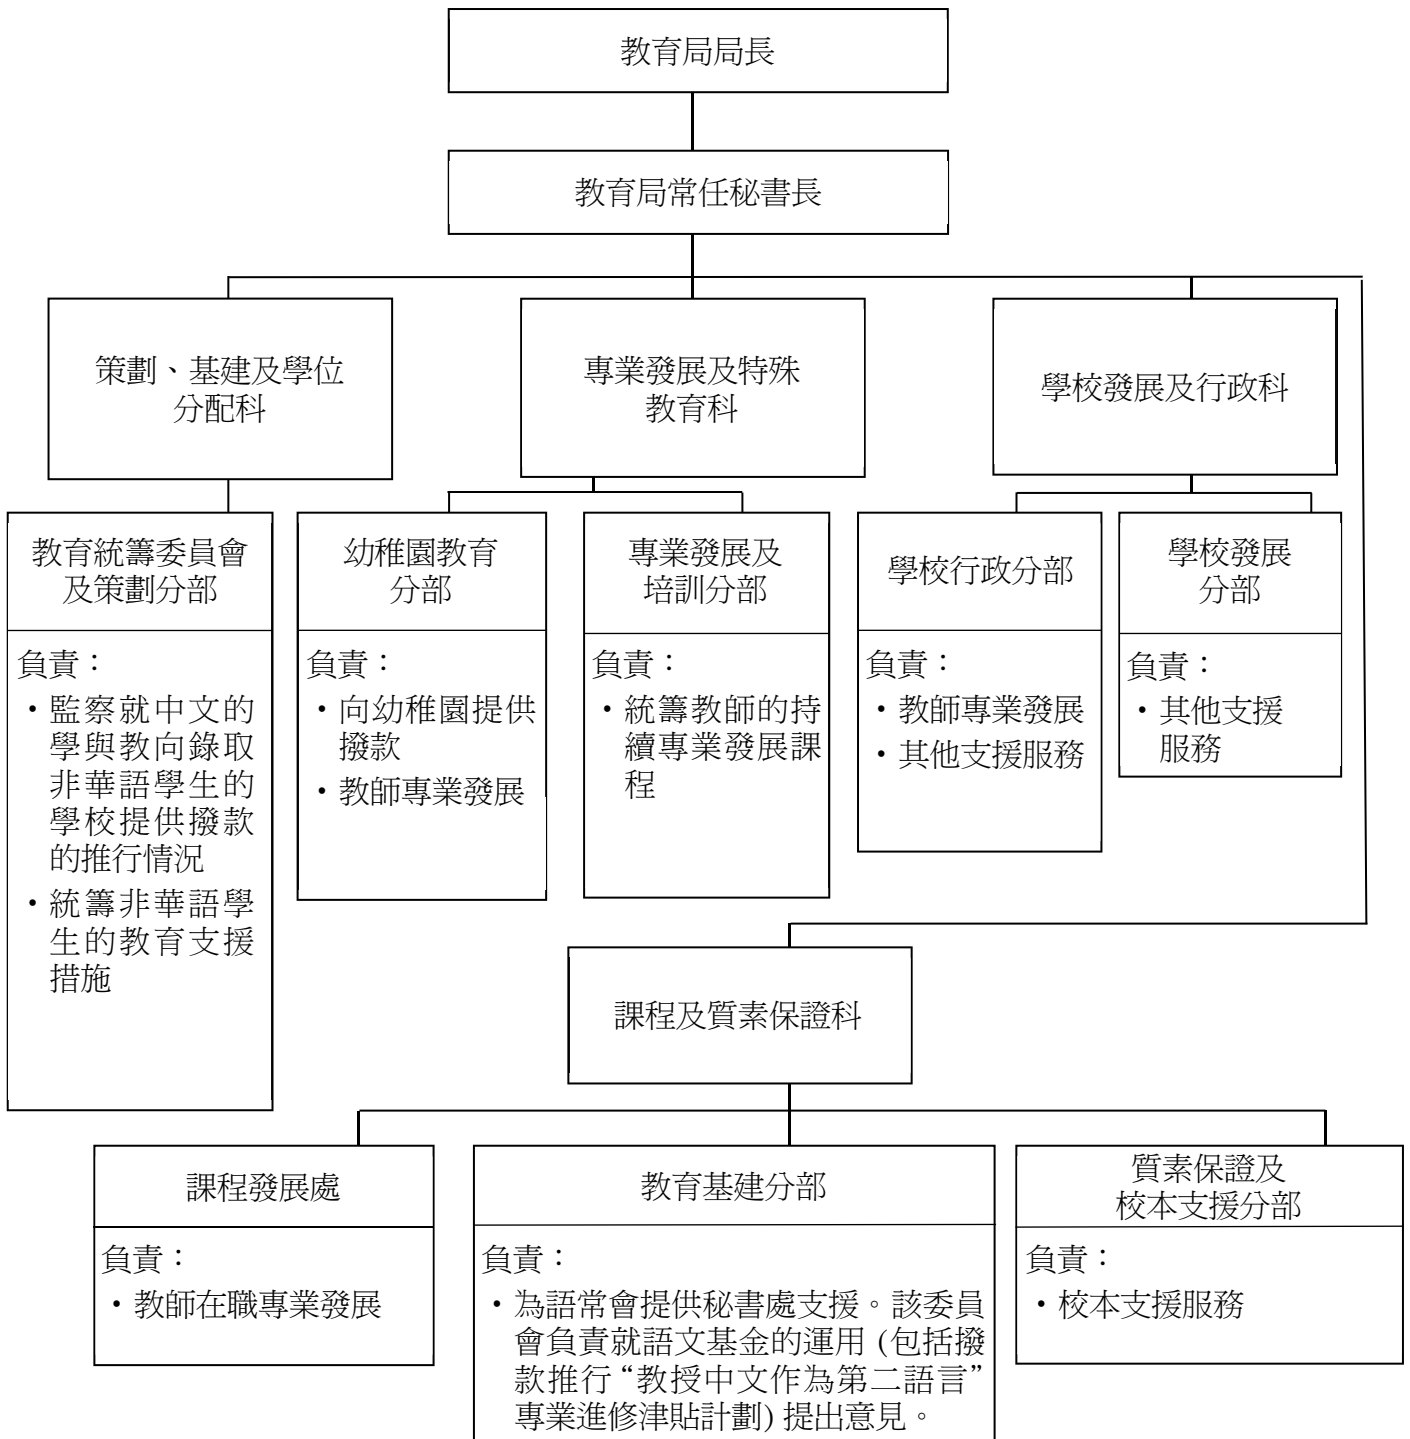 教育局局長
教育局常任秘書長
策劃、基建及學位
分配科
專業發展及特殊
教育科
學校發展及行政科
教育統籌委員會
及策劃分部
負責：
・監察就中文的
學與教向錄取
非華語學生的
學校提供撥款
的推行情況
・統籌非華語學
生的教育支援
措施
幼稚園教育
分部
負責：
・向幼稚園提供
撥款
・教師專業發展
專業發展及
培訓分部
負責：
・統籌教師的持
續專業發展課
程
學校行政分部
負責：
・教師專業發展
・其他支援服務
學校發展
分部
負責：
・其他支援
服務
課程及質素保證科
課程發展處
負責：
・教師在職專業發展
教育基建分部
負責：
・為語常會提供秘書處支援。該委員
會負責就語文基金的運用 (包括撥
款推行“教授中文作為第二語言”
專業進修津貼計劃) 提出意見。
質素保證及
校本支援分部
負責：
・校本支援服務